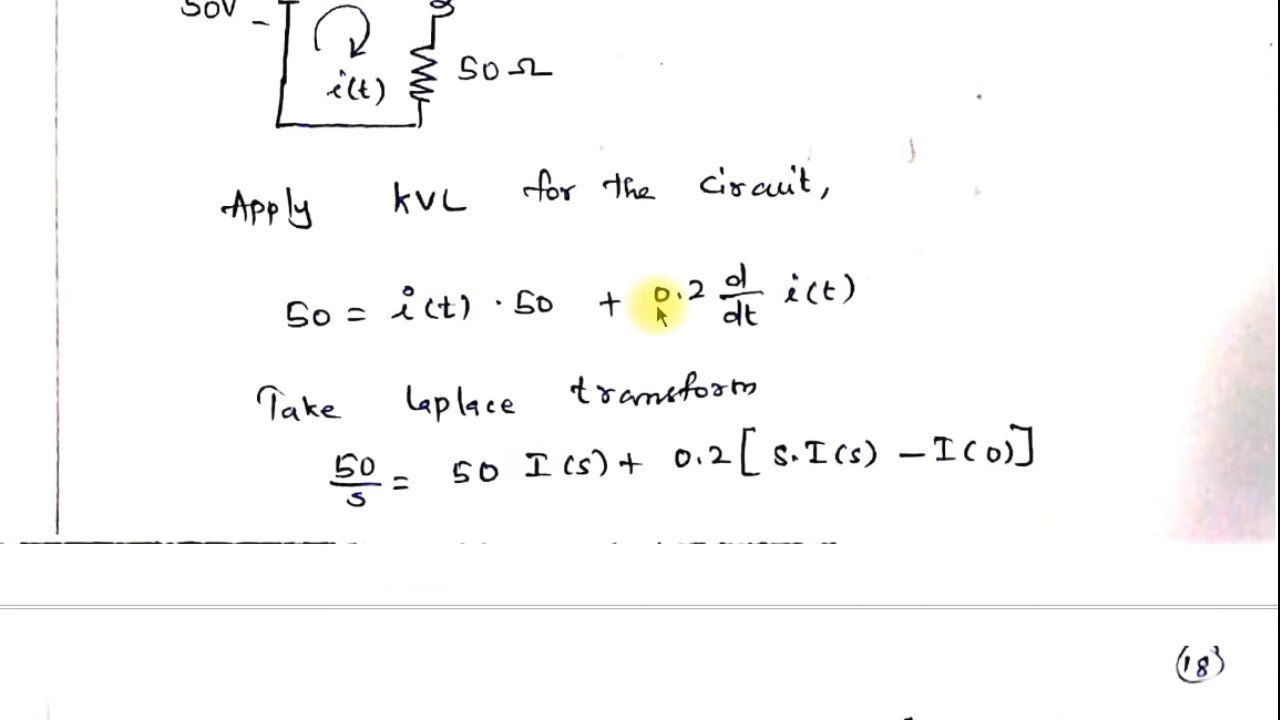 50V -
50Ω
i(t)
Apply KVL for the circuit,
50 = i(t) · 50 + 0.2 d/dt i(t)
Take Laplace transform
50/s = 50 I(s) + 0.2 [ s.I(s) - I(0)]
(18)